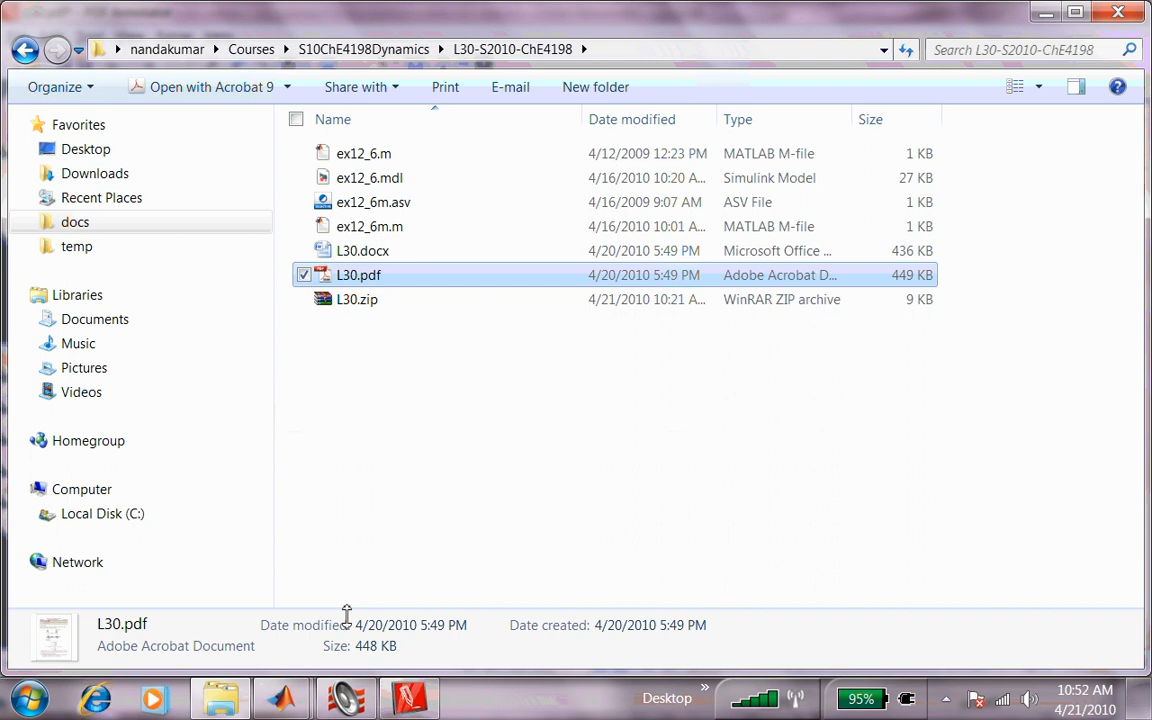 nandakumar Courses S10ChE4198Dynamics L30-S2010-ChE4198 Search L30-S2010-ChE4198
Organize Open with Acrobat 9 Share with Print E-mail New folder
Name Date modified Type Size
Favorites
Desktop
Downloads
Recent Places
docs
temp
Libraries
Documents
Music
Pictures
Videos
Homegroup
Computer
Local Disk (C:)
Network
ex12_6.m 4/12/2009 12:23 PM MATLAB M-file 1 KB
ex12_6.mdl 4/16/2010 10:20 A... Simulink Model 27 KB
ex12_6m.asv 4/16/2009 9:07 AM ASV File 1 KB
ex12_6m.m 4/16/2010 10:01 A... MATLAB M-file 1 KB
L30.docx 4/20/2010 5:49 PM Microsoft Office ... 436 KB
L30.pdf 4/20/2010 5:49 PM Adobe Acrobat D... 449 KB
L30.zip 4/21/2010 10:21 A... WinRAR ZIP archive 9 KB
L30.pdf Date modified: 4/20/2010 5:49 PM Date created: 4/20/2010 5:49 PM
Adobe Acrobat Document Size: 448 KB
Desktop » 95% 10:52 AM
4/21/2010